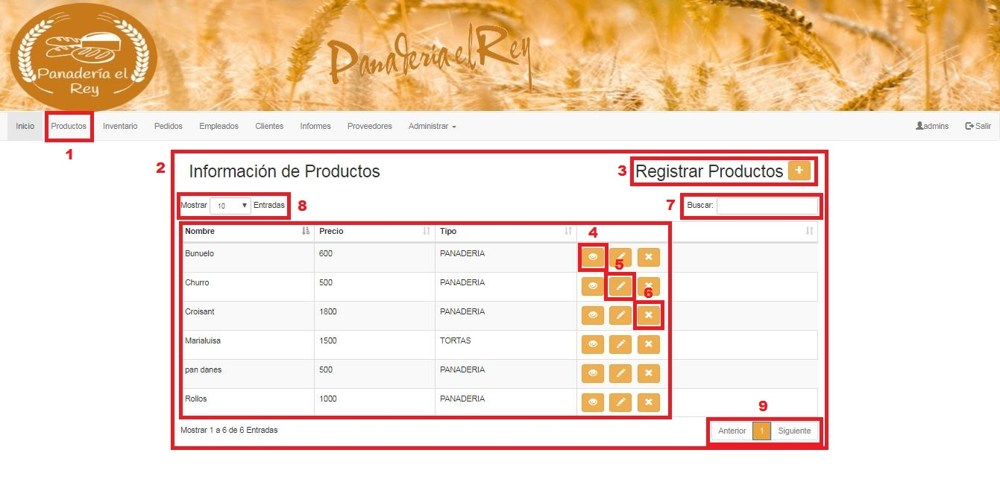 Panadería el
Rey
Panaderia el Rey
Inicio Productos Inventario Pedidos Empleados Clientes Informes Proveedores Administrar admins Salir
1
2 Información de Productos 3 Registrar Productos +
Mostrar 10 Entradas 8 7 Buscar:
Nombre Precio Tipo
4
Bunuelo 600 PANADERIA
5
Churro 500 PANADERIA
6
Croisant 1800 PANADERIA
Marialuisa 1500 TORTAS
pan danes 500 PANADERIA
Rollos 1000 PANADERIA
9
Mostrar 1 a 6 de 6 Entradas Anterior 1 Siguiente